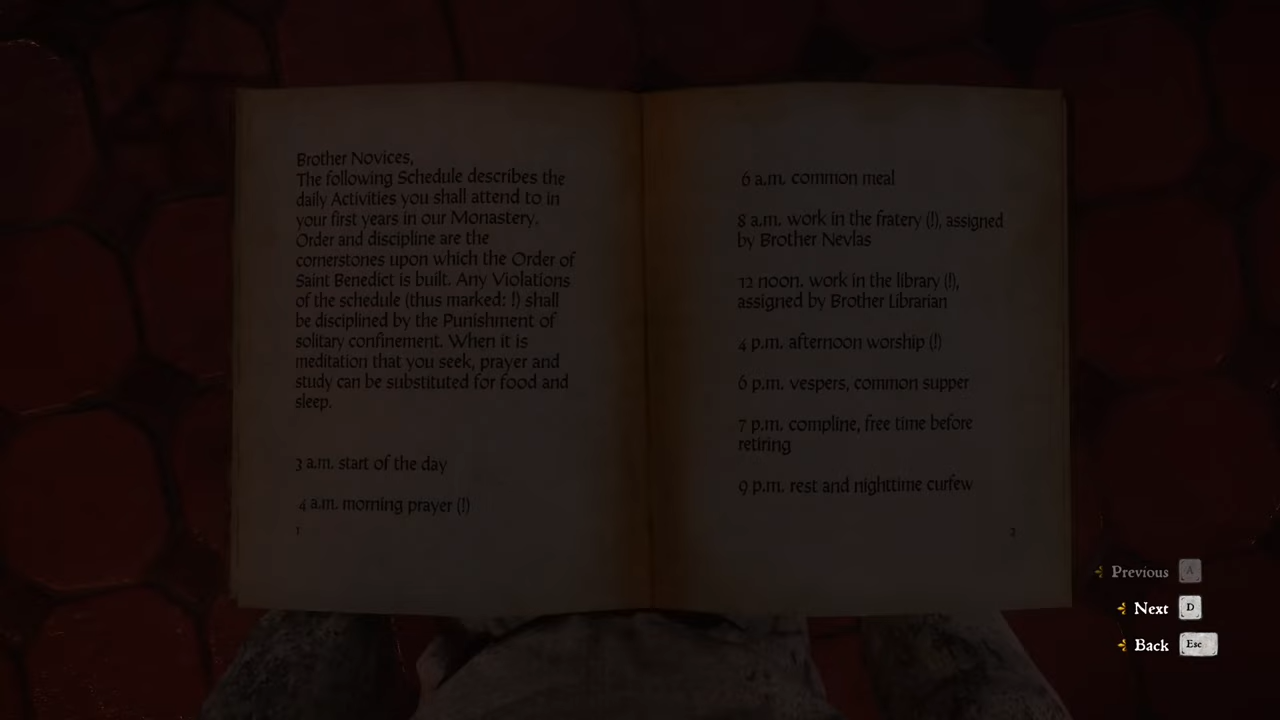 Brother Novices,
The following Schedule describes the
daily Activities you shall attend to in
your first years in our Monastery.
Order and discipline are the
cornerstones upon which the Order of
Saint Benedict is built. Any Violations
of the schedule (thus marked: !) shall
be disciplined by the Punishment of
solitary confinement. When it is
meditation that you seek, prayer and
study can be substituted for food and
sleep.
3 a.m. start of the day
4 a.m. morning prayer (!)
1
6 a.m. common meal
8 a.m. work in the fratery (!), assigned
by Brother Nevlas
12 noon. work in the library (!),
assigned by Brother Librarian
4 p.m. afternoon worship (!)
6 p.m. vespers, common supper
7 p.m. compline, free time before
retiring
9 p.m. rest and nighttime curfew
2
Previous A
Next D
Back Esc